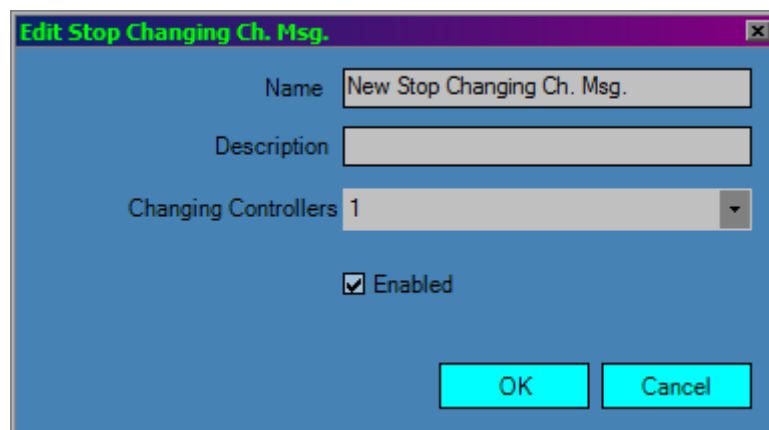 Edit Stop Changing Ch. Msg.
Name New Stop Changing Ch. Msg.
Description
Changing Controllers 1
Enabled
OK Cancel